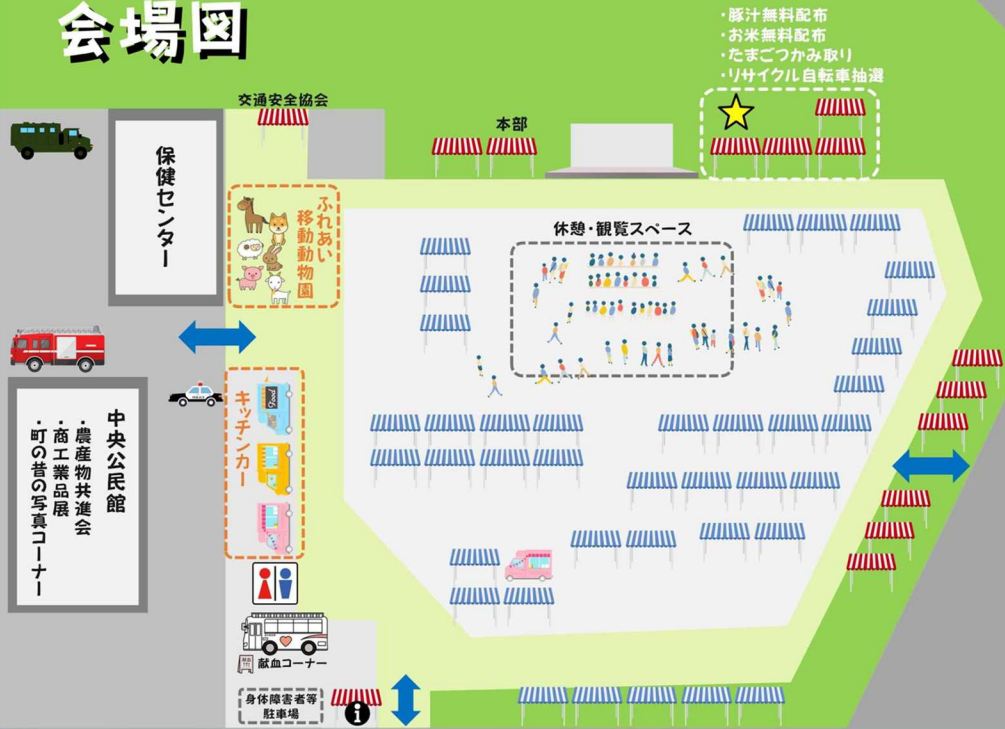 会場図
・豚汁無料配布
・お米無料配布
・たまごつかみ取り
・リサイクル自転車抽選
交通安全協会
本部
保健センター
ふれあい
移動動物園
休憩・観覧スペース
キッチンカー
Food
中央公民館
・農産物共進会
・商工業品展
・町の昔の写真コーナー
献血コーナー
身体障害者等
駐車場